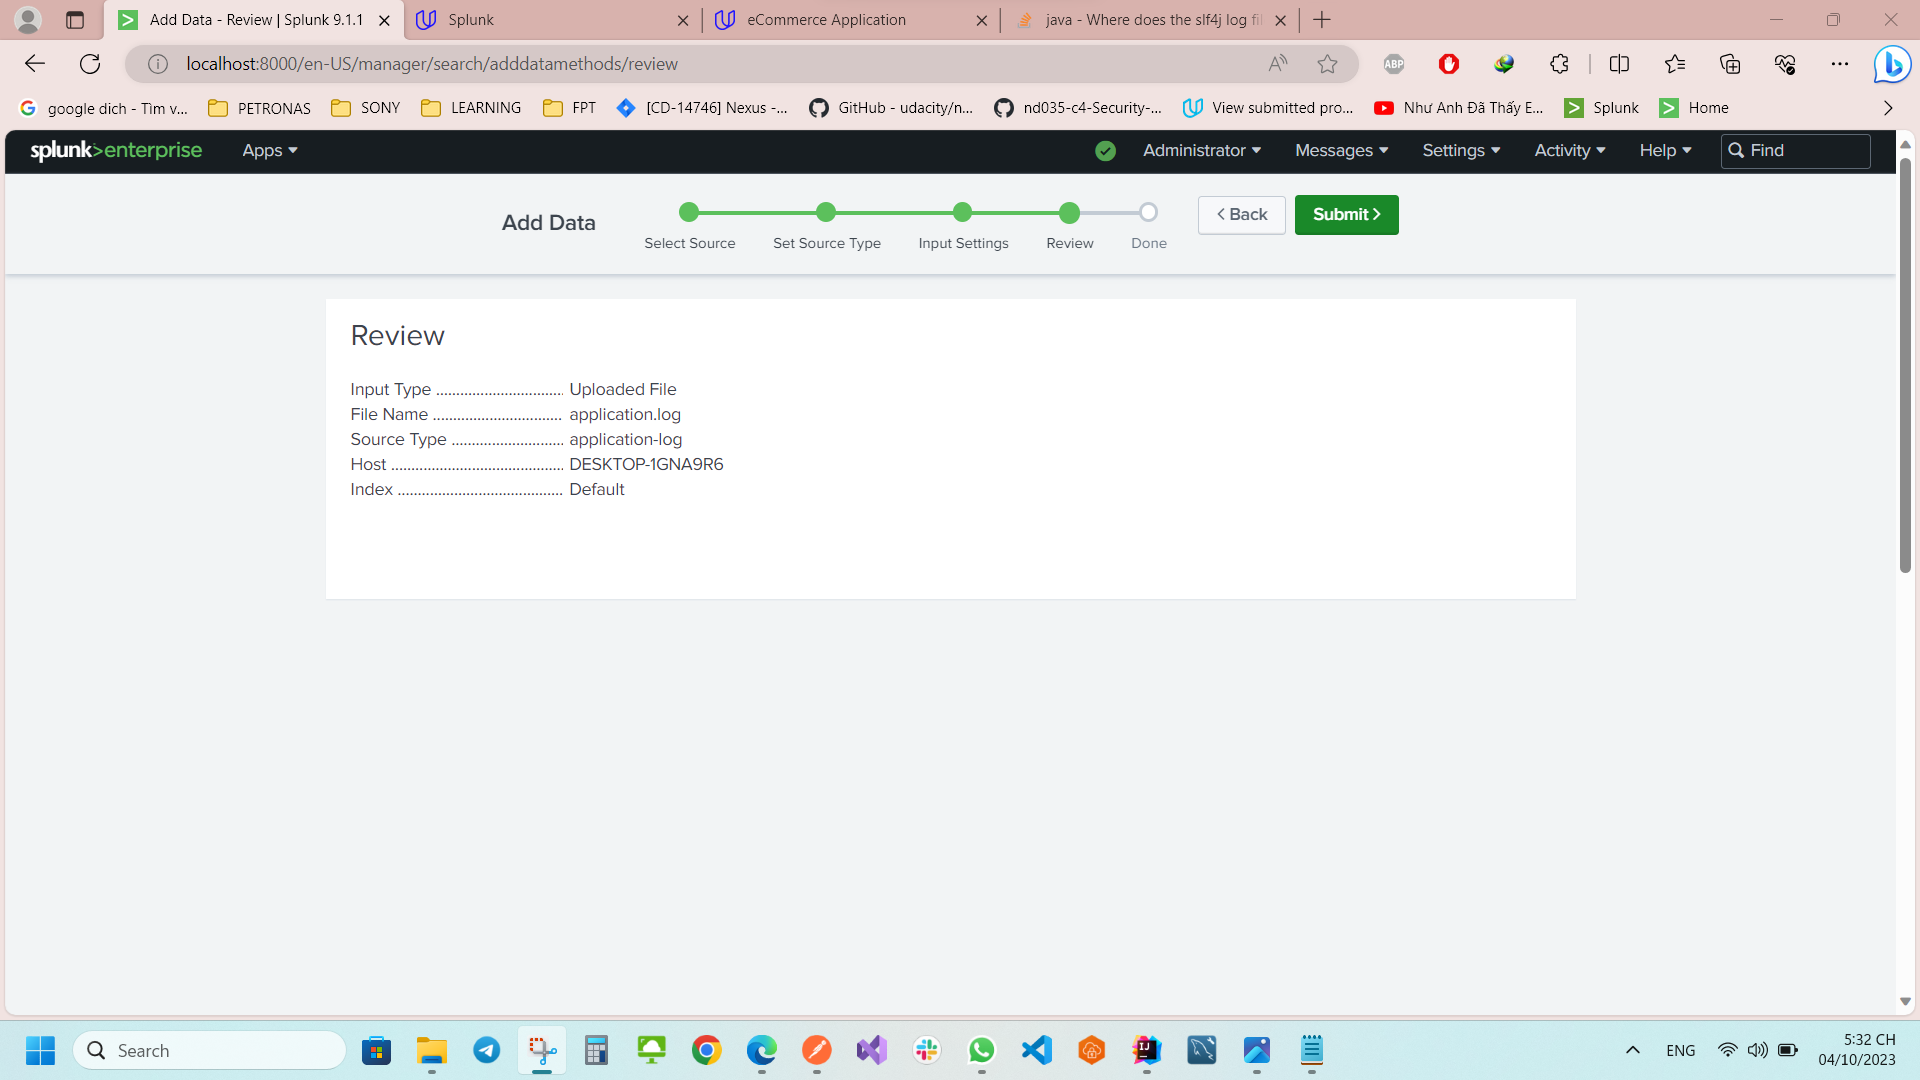 Add Data - Review | Splunk 9.1.1
Splunk
eCommerce Application
java - Where does the slf4j log fil
localhost:8000/en-US/manager/search/adddatamethods/review
ABP
google dich - Tìm v...
PETRONAS
SONY
LEARNING
FPT
[CD-14746] Nexus -...
GitHub - udacity/n...
nd035-c4-Security-...
View submitted pro...
Như Anh Đã Thấy E...
Splunk
Home
splunk>enterprise
Apps
Administrator
Messages
Settings
Activity
Help
Find
Add Data
Select Source
Set Source Type
Input Settings
Review
Done
< Back
Submit >
Review
Input Type ................................ Uploaded File
File Name ................................ application.log
Source Type ............................ application-log
Host ........................................... DESKTOP-1GNA9R6
Index ......................................... Default
Search
ENG
5:32 CH
04/10/2023